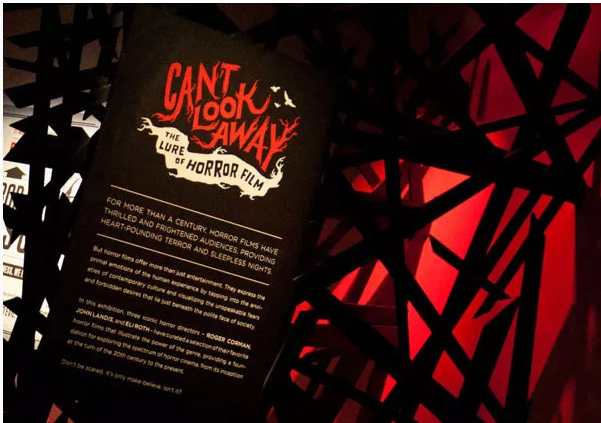 CAN'T
LOOK
AWAY
THE
LURE
OF HORROR FILM
FOR MORE THAN A CENTURY, HORROR FILMS HAVE
THRILLED AND FRIGHTENED AUDIENCES, PROVIDING
HEART-POUNDING TERROR AND SLEEPLESS NIGHTS.
But horror films offer more than just entertainment. They express the
primal emotions of the human experience by tapping into the anxi-
eties of contemporary culture and visualizing the unspeakable fears
and forbidden desires that lie just beneath the polite face of society.
In this exhibition, three iconic horror directors – ROGER CORMAN,
JOHN LANDIS, and ELI ROTH – have curated a selection of their favorite
horror films that illustrate the power of the genre, providing a foun-
dation for exploring the spectrum of horror cinema, from its inception
at the turn of the 20th century to the present.
Don't be scared. It's only make-believe, isn't it?